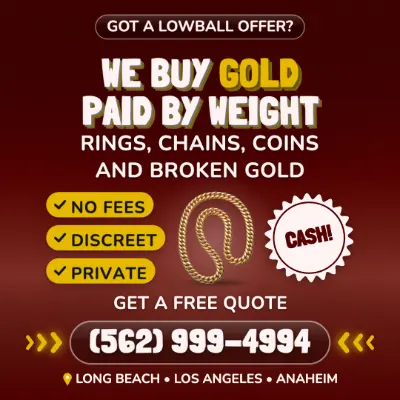 GOT A LOWBALL OFFER?
WE BUY GOLD
PAID BY WEIGHT
RINGS, CHAINS, COINS
AND BROKEN GOLD
NO FEES
DISCREET
PRIVATE
CASH!
GET A FREE QUOTE
(562) 999-4994
LONG BEACH • LOS ANGELES • ANAHEIM